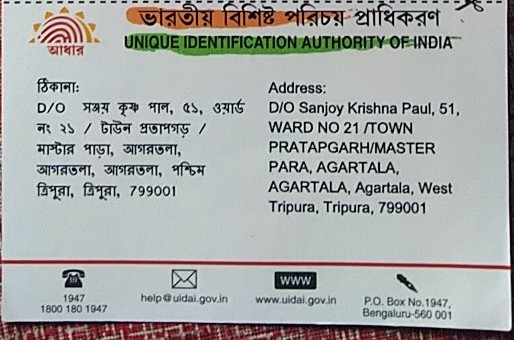 ভারতীয় বিশিষ্ট পরিচয় প্রাধিকরণ
UNIQUE IDENTIFICATION AUTHORITY OF INDIA
আধার
ঠিকানা:
D/O সঞ্জয় কৃষ্ণ পাল, ৫১, ওয়ার্ড
নং ২১ / টাউন প্রতাপগড় /
মাস্টার পাড়া, আগরতলা,
আগরতলা, আগরতলা, পশ্চিম
ত্রিপুরা, ত্রিপুরা, 799001
Address:
D/O Sanjoy Krishna Paul, 51,
WARD NO 21 /TOWN
PRATAPGARH/MASTER
PARA, AGARTALA,
AGARTALA, Agartala, West
Tripura, Tripura, 799001
1947
1800 180 1947
help@uidai.gov.in
WWW
www.uidai.gov.in
P.O. Box No.1947,
Bengaluru-560 001